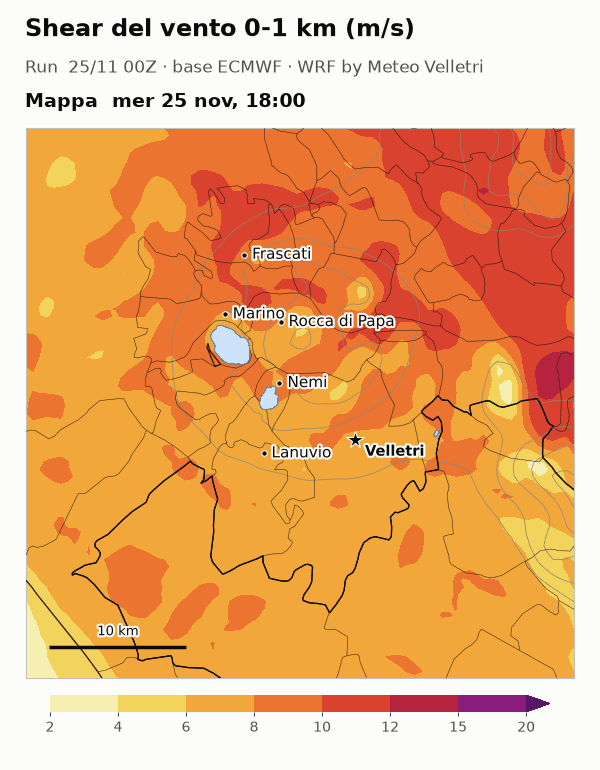 Shear del vento 0-1 km (m/s)
Run  25/11 00Z · base ECMWF · WRF by Meteo Velletri
Mappa  mer 25 nov, 18:00
Frascati
Marino
Rocca di Papa
Nemi
Velletri
Lanuvio
10 km
2 4 6 8 10 12 15 20